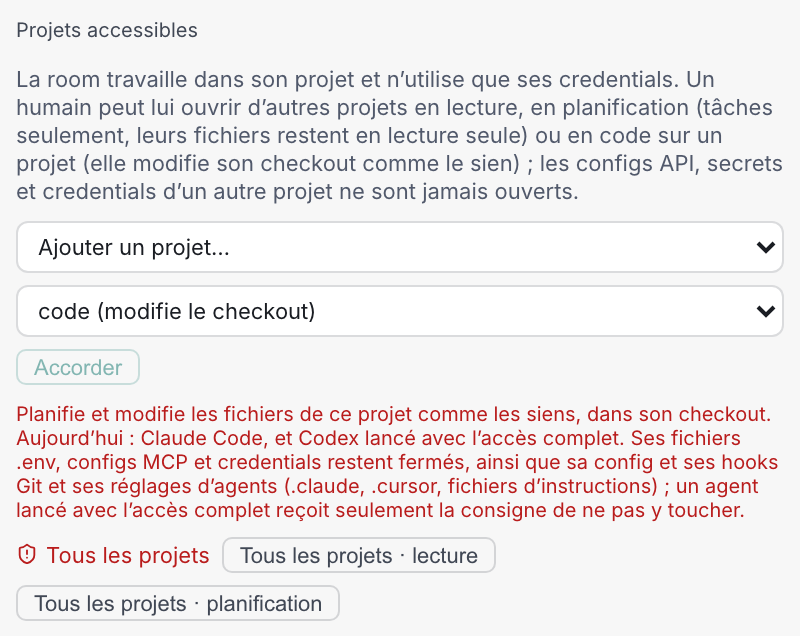 Projets accessibles
La room travaille dans son projet et n’utilise que ses credentials. Un
humain peut lui ouvrir d’autres projets en lecture, en planification (tâches
seulement, leurs fichiers restent en lecture seule) ou en code sur un
projet (elle modifie son checkout comme le sien) ; les configs API, secrets
et credentials d’un autre projet ne sont jamais ouverts.
Ajouter un projet...
code (modifie le checkout)
Accorder
Planifie et modifie les fichiers de ce projet comme les siens, dans son checkout.
Aujourd’hui : Claude Code, et Codex lancé avec l’accès complet. Ses fichiers
.env, configs MCP et credentials restent fermés, ainsi que sa config et ses hooks
Git et ses réglages d’agents (.claude, .cursor, fichiers d’instructions) ; un agent
lancé avec l’accès complet reçoit seulement la consigne de ne pas y toucher.
Tous les projets
Tous les projets · lecture
Tous les projets · planification